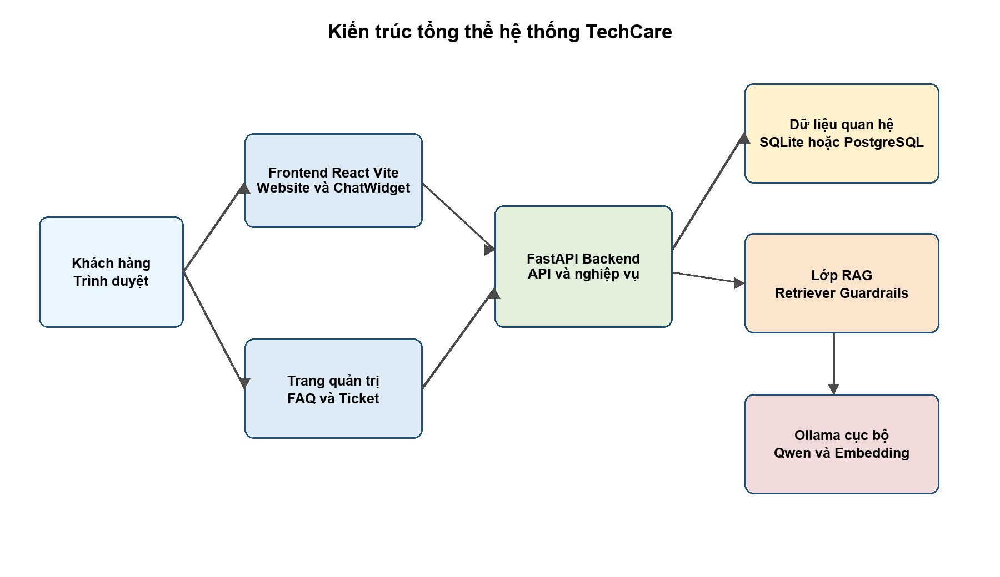 Kiến trúc tổng thể hệ thống TechCare
Khách hàng
Trình duyệt
Frontend React Vite
Website và ChatWidget
Trang quản trị
FAQ và Ticket
FastAPI Backend
API và nghiệp vụ
Dữ liệu quan hệ
SQLite hoặc PostgreSQL
Lớp RAG
Retriever Guardrails
Ollama cục bộ
Qwen và Embedding